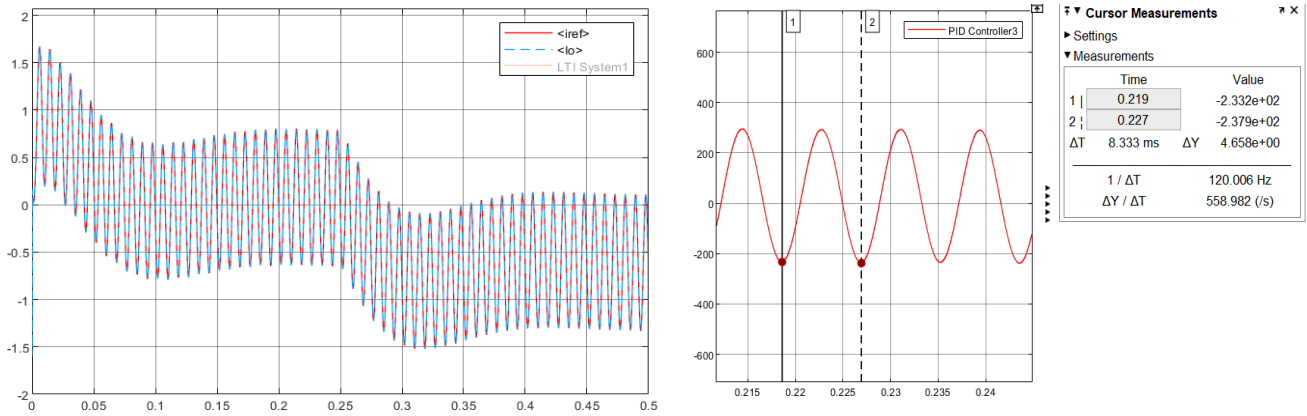 2
1.5
1
0.5
0
-0.5
-1
-1.5
-2
0 0.05 0.1 0.15 0.2 0.25 0.3 0.35 0.4 0.45 0.5
<iref>
<Io>
LTI System1
600
400
200
0
-200
-400
-600
0.215 0.22 0.225 0.23 0.235 0.24
1 2
PID Controller3
Cursor Measurements
Settings
Measurements
Time Value
1 | 0.219 -2.332e+02
2 ¦ 0.227 -2.379e+02
ΔT 8.333 ms ΔY 4.658e+00
1 / ΔT 120.006 Hz
ΔY / ΔT 558.982 (/s)